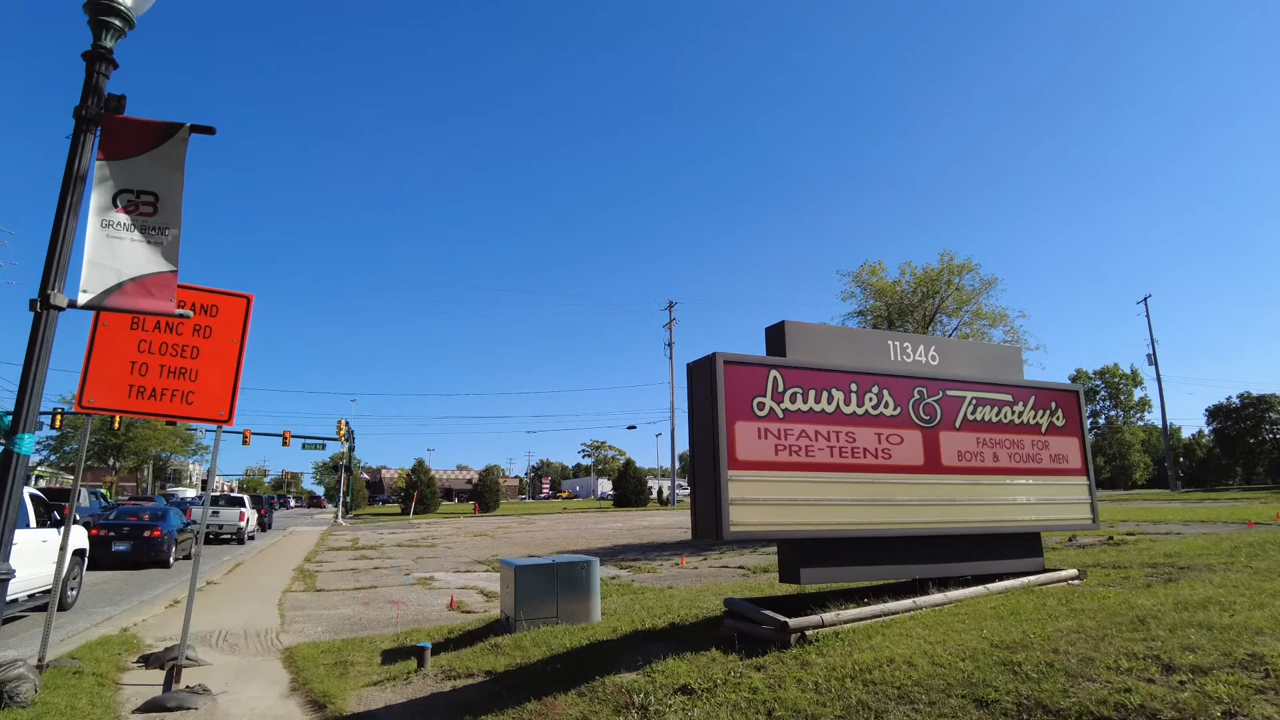 GB
GRAND BLANC
RAND
BLANC RD
CLOSED
TO THRU
TRAFFIC
11346
Laurie's & Timothy's
INFANTS TO
PRE-TEENS
FASHIONS FOR
BOYS & YOUNG MEN